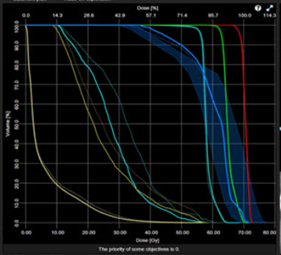 Dose [%]
0.0 14.3 28.6 42.9 57.1 71.4 85.7 100.0 114.3
100.0
90.0
80.0
70.0
60.0
50.0
40.0
30.0
20.0
10.0
0.0
Volume [%]
0.00 10.00 20.00 30.00 40.00 50.00 60.00 70.00 80.00
Dose [Gy]
The priority of some objectives is 0.